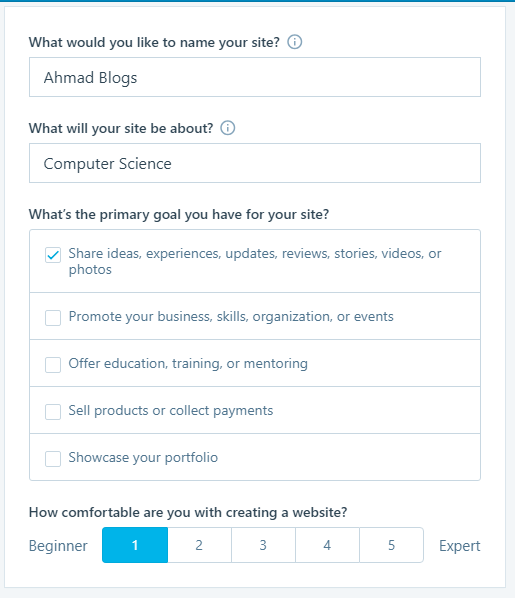 What would you like to name your site?
Ahmad Blogs
What will your site be about?
Computer Science
What's the primary goal you have for your site?
Share ideas, experiences, updates, reviews, stories, videos, or
photos
Promote your business, skills, organization, or events
Offer education, training, or mentoring
Sell products or collect payments
Showcase your portfolio
How comfortable are you with creating a website?
Beginner 1 2 3 4 5 Expert